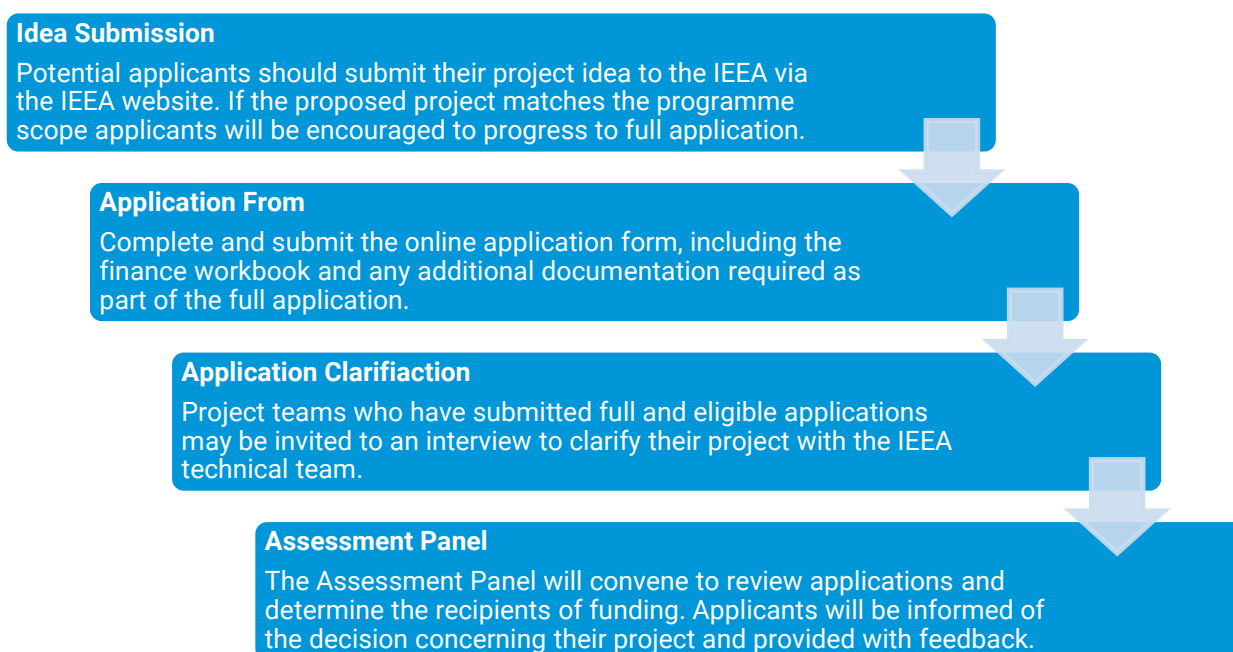 Idea Submission
Potential applicants should submit their project idea to the IEEA via
the IEEA website. If the proposed project matches the programme
scope applicants will be encouraged to progress to full application.
Application From
Complete and submit the online application form, including the
finance workbook and any additional documentation required as
part of the full application.
Application Clarifiaction
Project teams who have submitted full and eligible applications
may be invited to an interview to clarify their project with the IEEA
technical team.
Assessment Panel
The Assessment Panel will convene to review applications and
determine the recipients of funding. Applicants will be informed of
the decision concerning their project and provided with feedback.